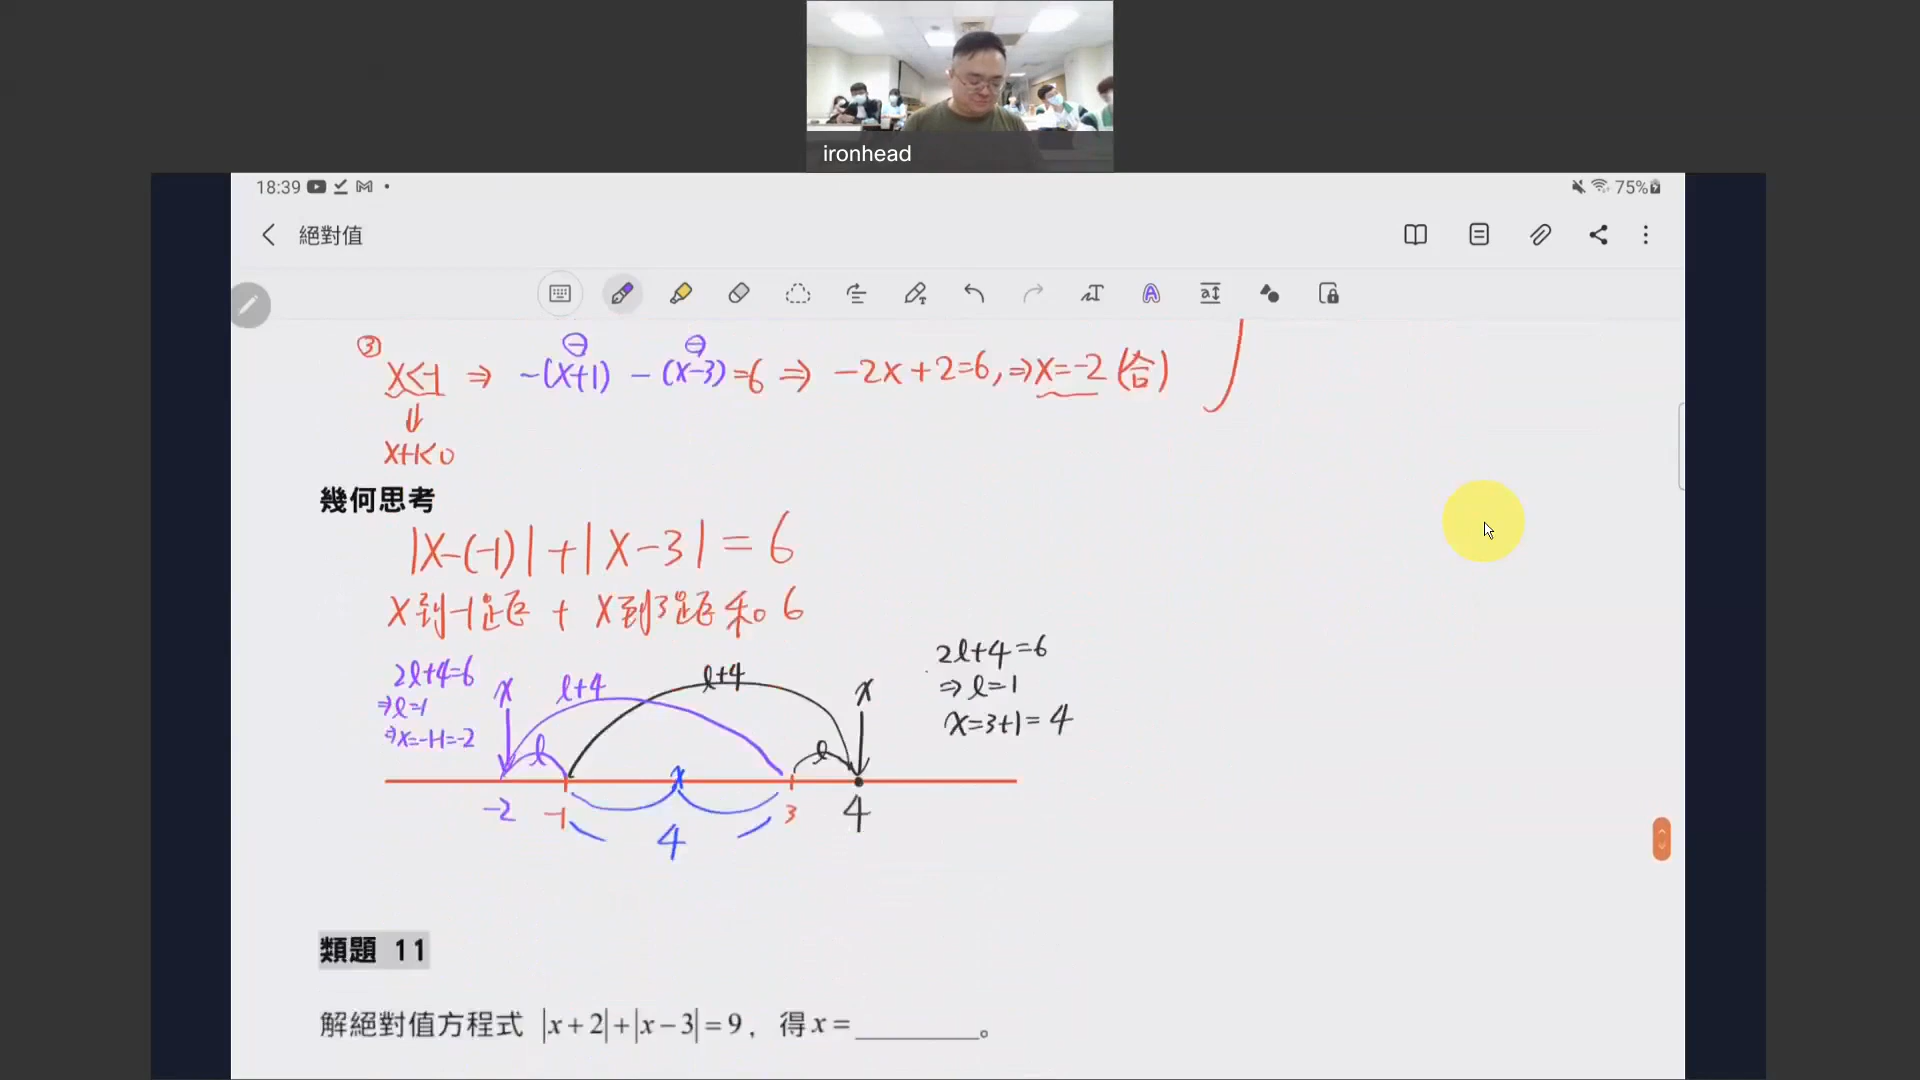 ironhead
18:39
75%
絕對值
③
x<-1 ⇒ -(x+1) - (x-3)=6 ⇒ -2x+2=6, ⇒x=-2 (合)
⇓
x+1<0
幾何思考
|x-(-1)|+|x-3|=6
x到-1距 + x到3距和6
2ℓ+4=6
⇒ℓ=1
⇒x=-1-1=-2
x
ℓ+4
ℓ+4
x
2ℓ+4=6
⇒ℓ=1
x=3+1=4
ℓ
x
ℓ
-2 -1 4 3 4
類題 11
解絕對值方程式 |x+2|+|x-3|=9，得x=________。